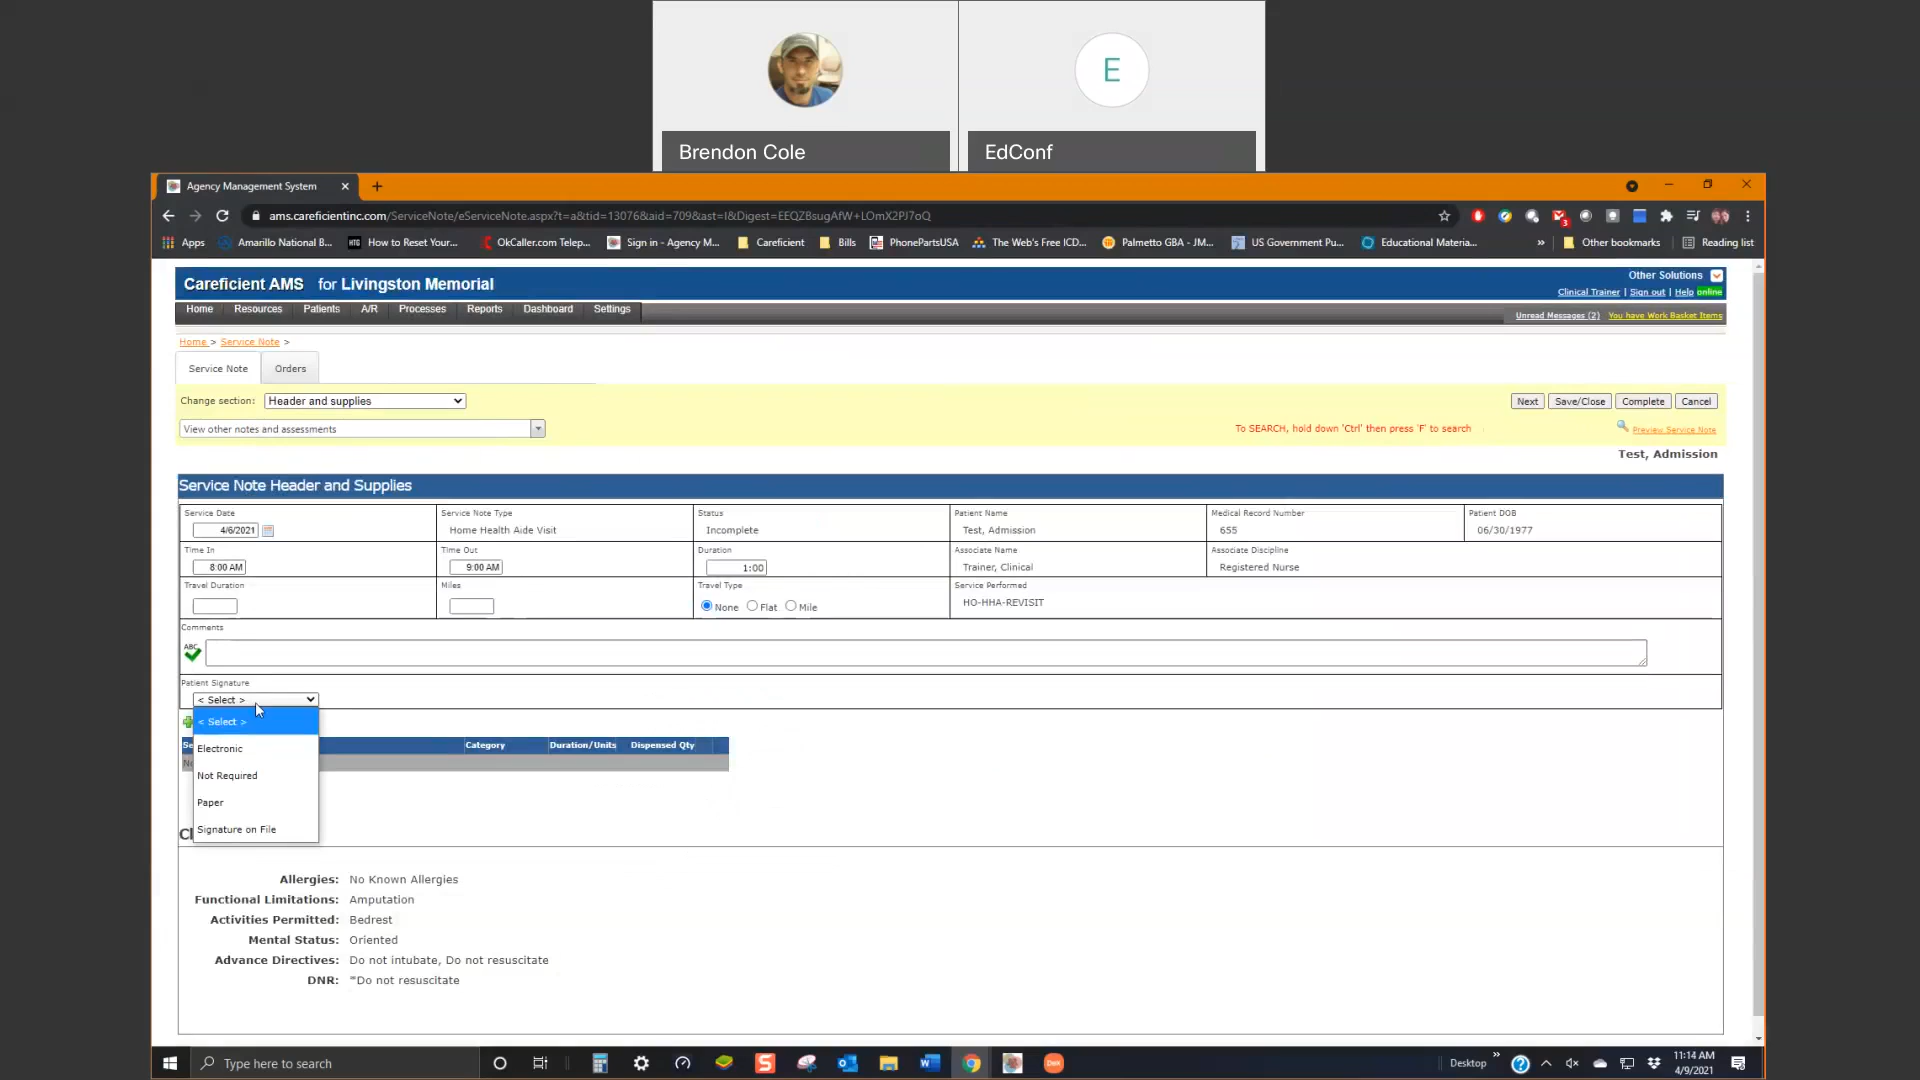 E
Brendon Cole
EdConf
Agency Management System
ams.careficientinc.com/ServiceNote/eServiceNote.aspx?t=a&tid=13076&aid=709&ast=I&Digest=EEQZBsugAfW+LOmX2PJ7oQ
3
Apps Amarillo National B... How to Reset Your... OkCaller.com Telep... Sign in - Agency M... Careficient Bills PhonePartsUSA The Web's Free ICD... Palmetto GBA - JM... US Government Pu... Educational Materia... » Other bookmarks Reading list
Careficient AMS for Livingston Memorial
Other Solutions
Clinical Trainer | Sign out | Help online
Home Resources Patients A/R Processes Reports Dashboard Settings
Unread Messages (2) You have Work Basket Items
Home > Service Note >
Service Note Orders
Change section: Header and supplies
Next Save/Close Complete Cancel
View other notes and assessments
To SEARCH, hold down 'Ctrl' then press 'F' to search
Preview Service Note
Test, Admission
Service Note Header and Supplies
Service Date Service Note Type Status Patient Name Medical Record Number Patient DOB
4/6/2021 Home Health Aide Visit Incomplete Test, Admission 655 06/30/1977
Time In Time Out Duration Associate Name Associate Discipline
8:00 AM 9:00 AM 1:00 Trainer, Clinical Registered Nurse
Travel Duration Miles Travel Type Service Performed
None Flat Mile HO-HHA-REVISIT
Comments
ABC
Patient Signature
< Select >
< Select >
Electronic
Not Required
Paper
Signature on File
Se Category Duration/Units Dispensed Qty
No
Cl
Allergies: No Known Allergies
Functional Limitations: Amputation
Activities Permitted: Bedrest
Mental Status: Oriented
Advance Directives: Do not intubate, Do not resuscitate
DNR: *Do not resuscitate
Type here to search
Desktop »
11:14 AM
4/9/2021